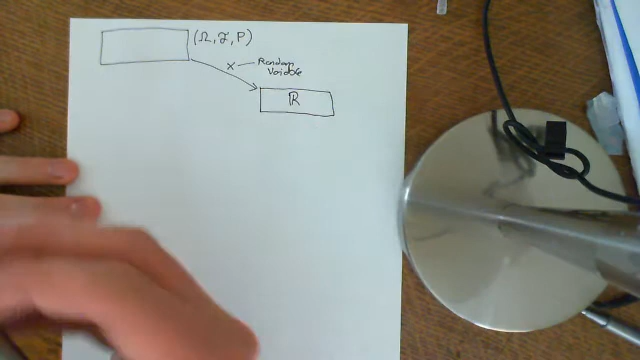 (Ω, ℱ, P)
X — Random
Variable
ℝ